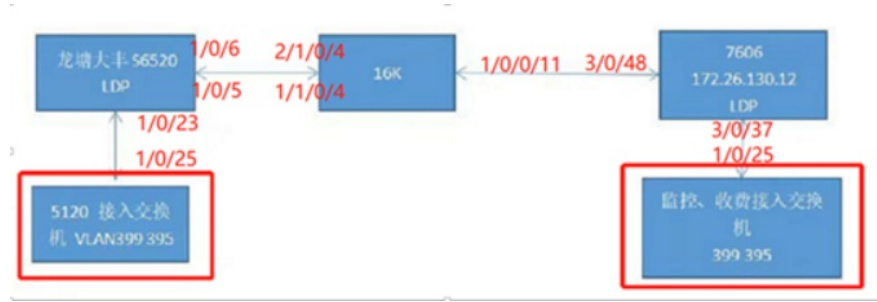 龙塘大丰 S6520
LDP
1/0/6
2/1/0/4
1/0/5
1/1/0/4
16K
1/0/0/11
3/0/48
7606
172.26.130.12
LDP
1/0/23
1/0/25
3/0/37
1/0/25
5120 接入交换
机 VLAN399 395
监控、收费接入交换
机
399 395